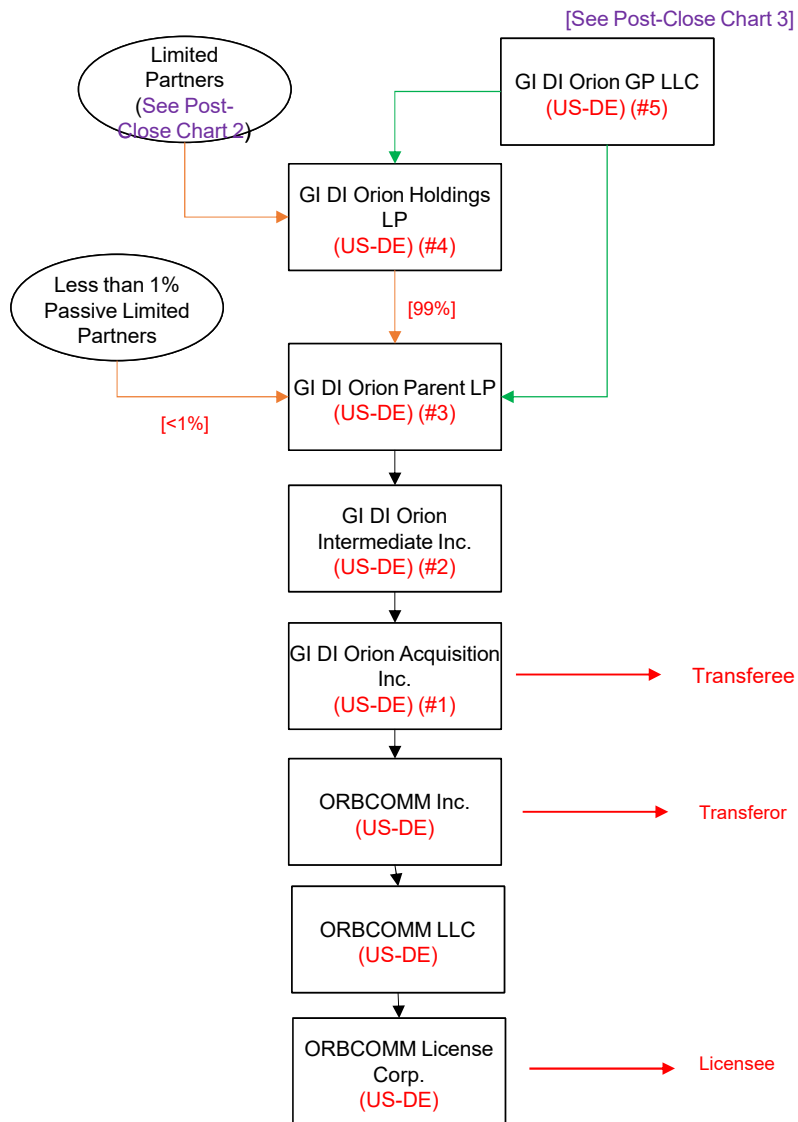 [See Post-Close Chart 3]
Limited
Partners
(See Post-
Close Chart 2)
GI DI Orion GP LLC
(US-DE) (#5)
GI DI Orion Holdings
LP
(US-DE) (#4)
Less than 1%
Passive Limited
Partners
[99%]
GI DI Orion Parent LP
(US-DE) (#3)
[<1%]
GI DI Orion
Intermediate Inc.
(US-DE) (#2)
GI DI Orion Acquisition
Inc.
(US-DE) (#1)
Transferee
ORBCOMM Inc.
(US-DE)
Transferor
ORBCOMM LLC
(US-DE)
ORBCOMM License
Corp.
(US-DE)
Licensee